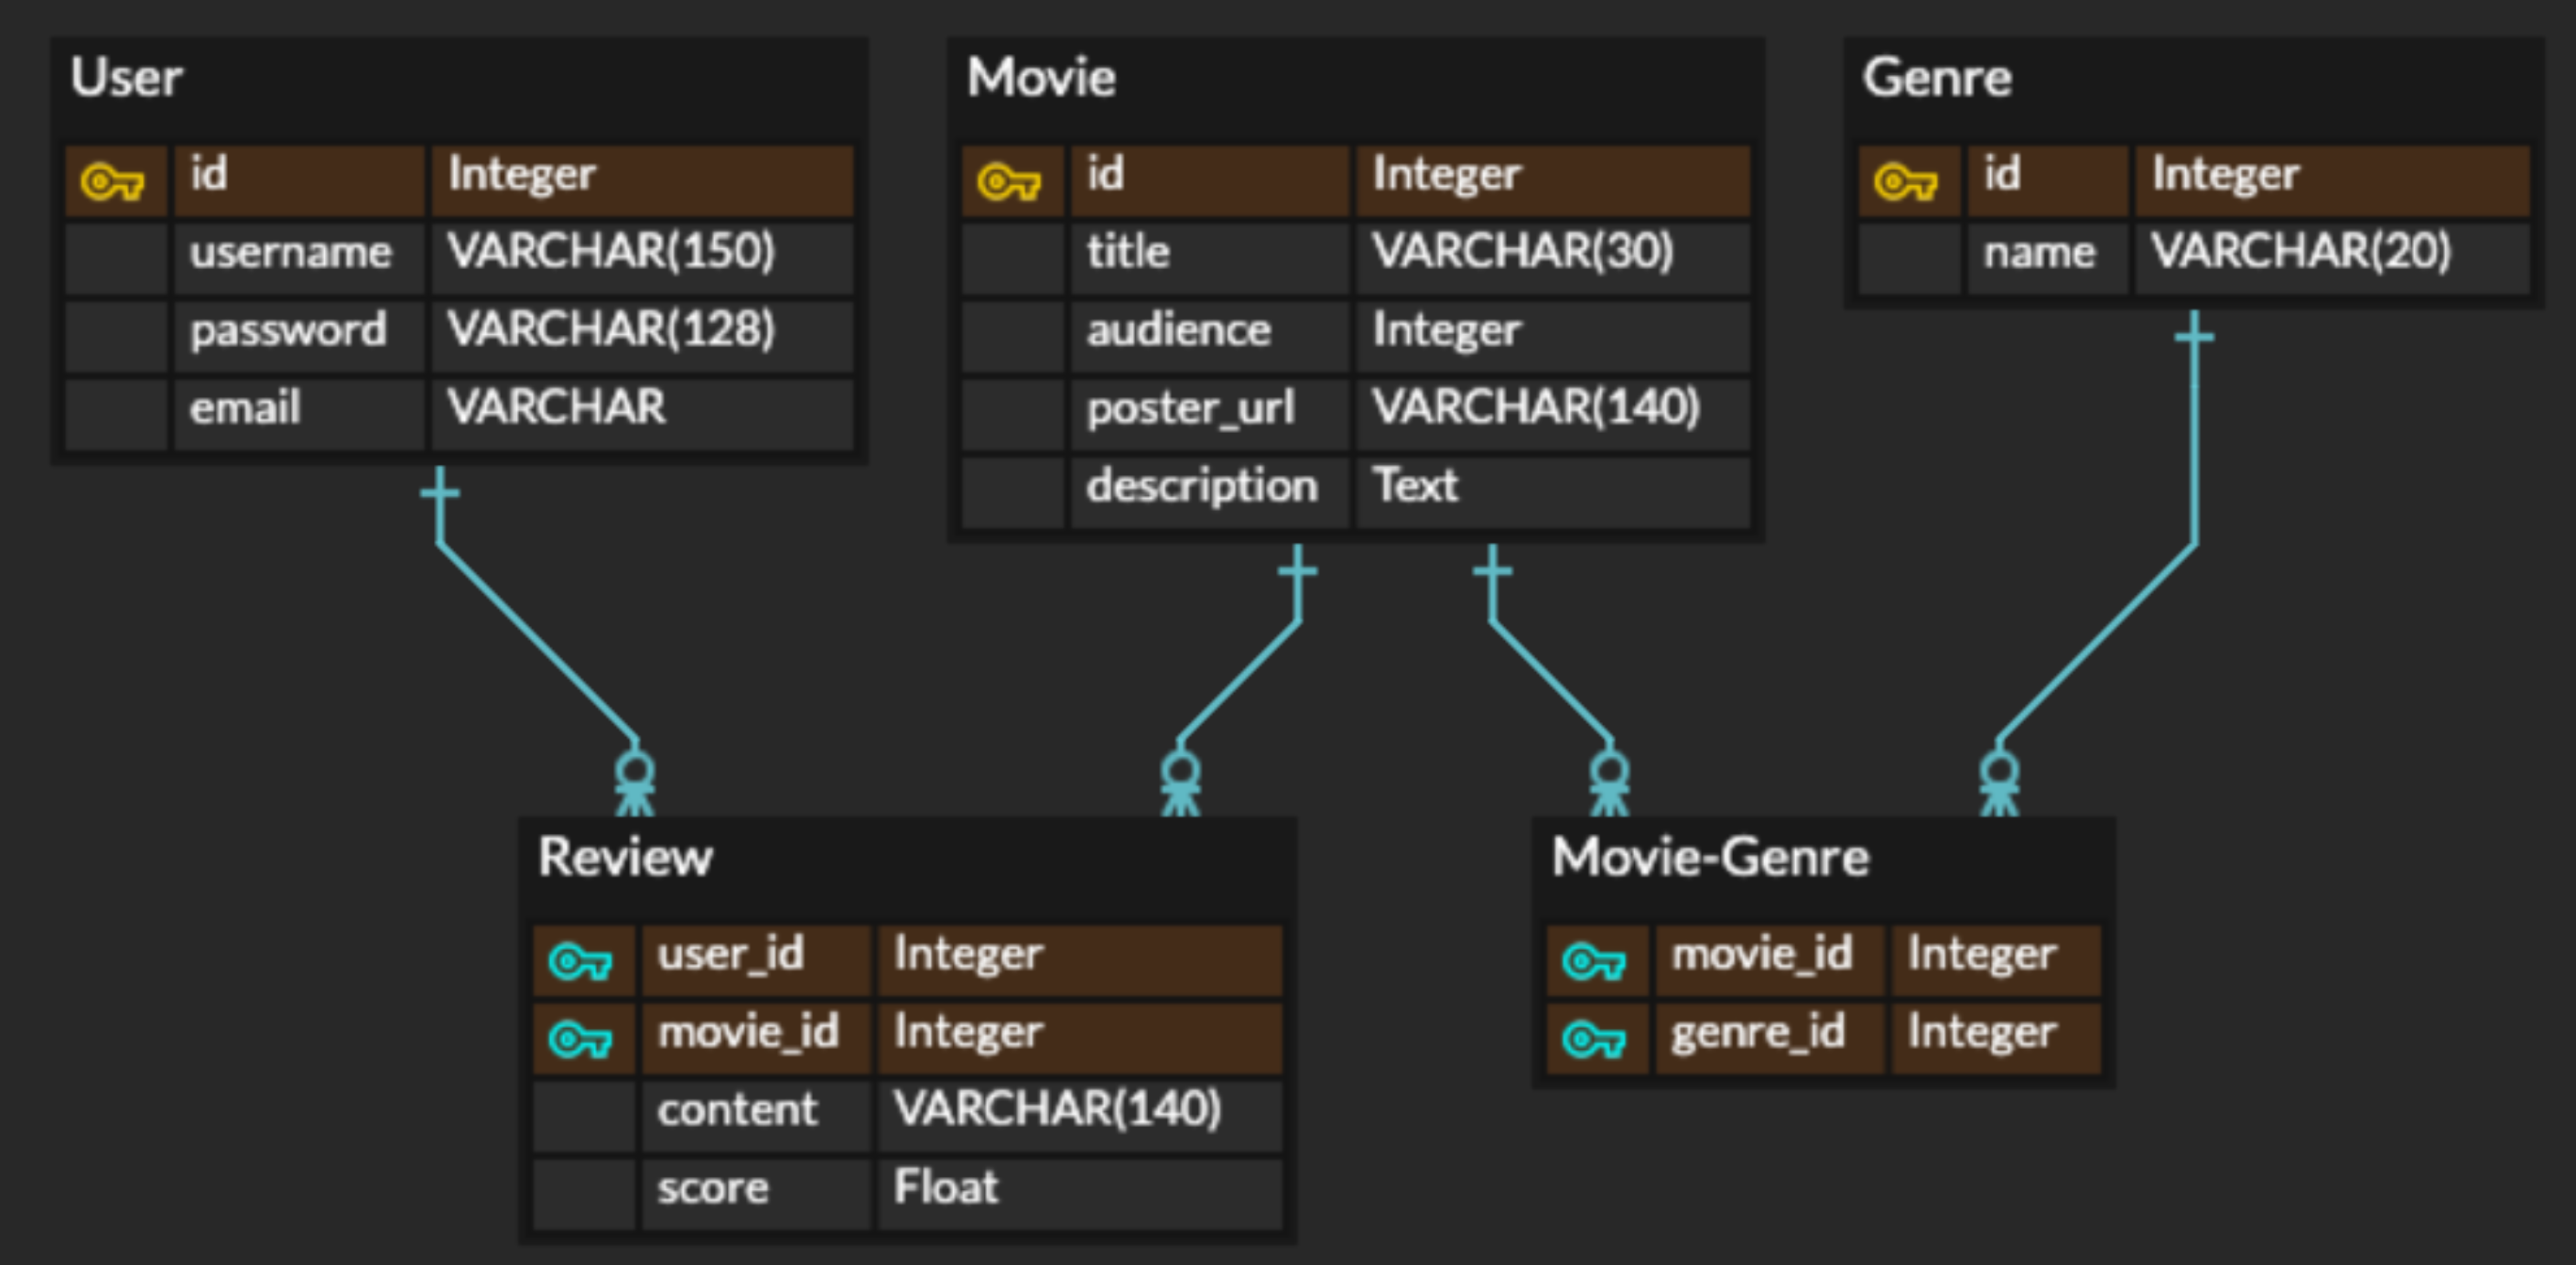 User
id Integer
username VARCHAR(150)
password VARCHAR(128)
email VARCHAR
Movie
id Integer
title VARCHAR(30)
audience Integer
poster_url VARCHAR(140)
description Text
Genre
id Integer
name VARCHAR(20)
Review
user_id Integer
movie_id Integer
content VARCHAR(140)
score Float
Movie-Genre
movie_id Integer
genre_id Integer